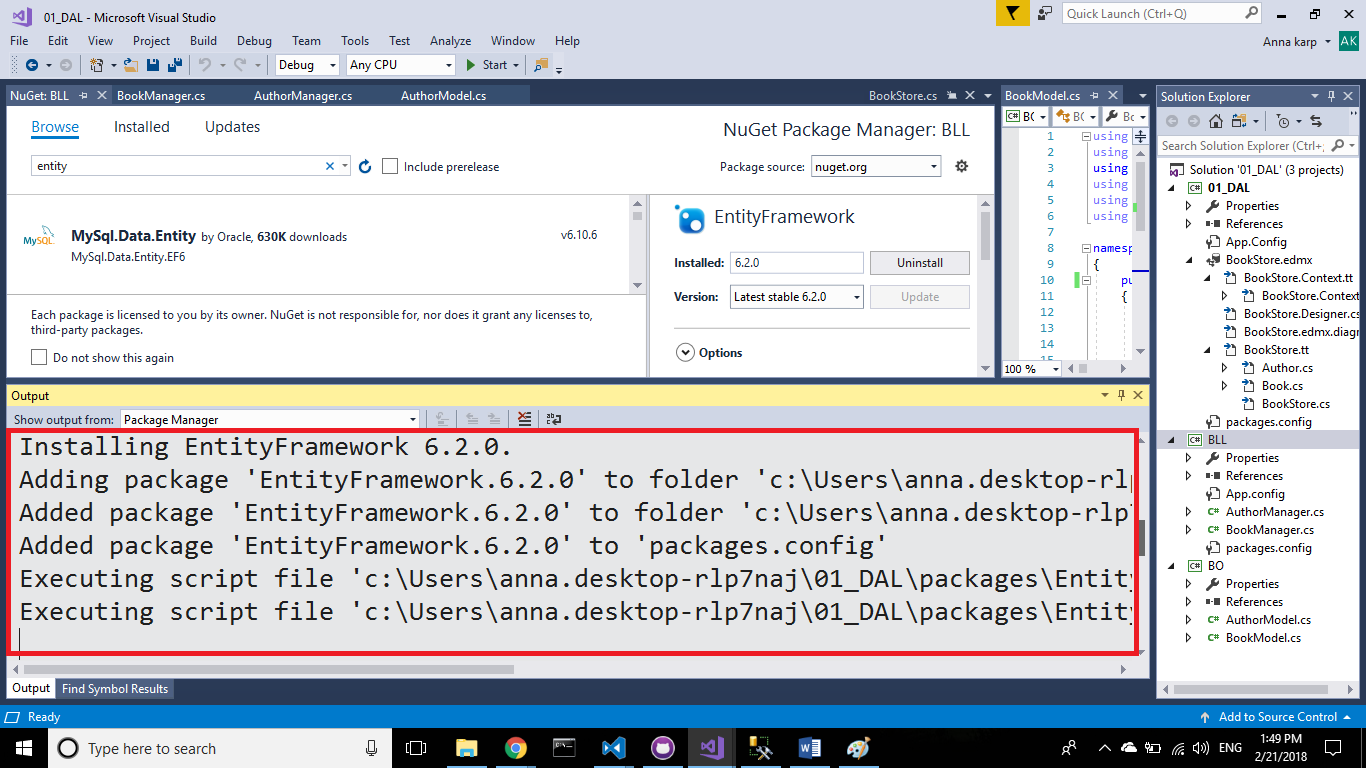 01_DAL - Microsoft Visual Studio
Quick Launch (Ctrl+Q)
File Edit View Project Build Debug Team Tools Test Analyze Window Help
Anna karp
AK
Debug Any CPU Start
NuGet: BLL BookManager.cs AuthorManager.cs AuthorModel.cs BookStore.cs
Browse Installed Updates
NuGet Package Manager: BLL
entity
Include prerelease
Package source: nuget.org
MySQL
MySql.Data.Entity by Oracle, 630K downloads v6.10.6
MySql.Data.Entity.EF6
Each package is licensed to you by its owner. NuGet is not responsible for, nor does it grant any licenses to,
third-party packages.
Do not show this again
EntityFramework
Installed: 6.2.0 Uninstall
Version: Latest stable 6.2.0 Update
Options
BookModel.cs
C# BO BO Bo
1 using
2 using
3 using
4 using
5 using
6 using
7
8 namesp
9 {
10 pu
11 {
12
13
14
15
100 %
Output
Show output from: Package Manager
Installing EntityFramework 6.2.0.
Adding package 'EntityFramework.6.2.0' to folder 'c:\Users\anna.desktop-rlp
Added package 'EntityFramework.6.2.0' to folder 'c:\Users\anna.desktop-rlp7
Added package 'EntityFramework.6.2.0' to 'packages.config'
Executing script file 'c:\Users\anna.desktop-rlp7naj\01_DAL\packages\Entity
Executing script file 'c:\Users\anna.desktop-rlp7naj\01_DAL\packages\Entity
Output Find Symbol Results
Solution Explorer
Search Solution Explorer (Ctrl+;
Solution '01_DAL' (3 projects)
C# 01_DAL
Properties
References
App.Config
BookStore.edmx
BookStore.Context.tt
BookStore.Context
BookStore.Designer.cs
BookStore.edmx.diagr
BookStore.tt
Author.cs
Book.cs
BookStore.cs
packages.config
C# BLL
Properties
References
App.config
C# AuthorManager.cs
C# BookManager.cs
packages.config
C# BO
Properties
References
C# AuthorModel.cs
C# BookModel.cs
Ready
Add to Source Control
Type here to search
ENG
1:49 PM
2/21/2018